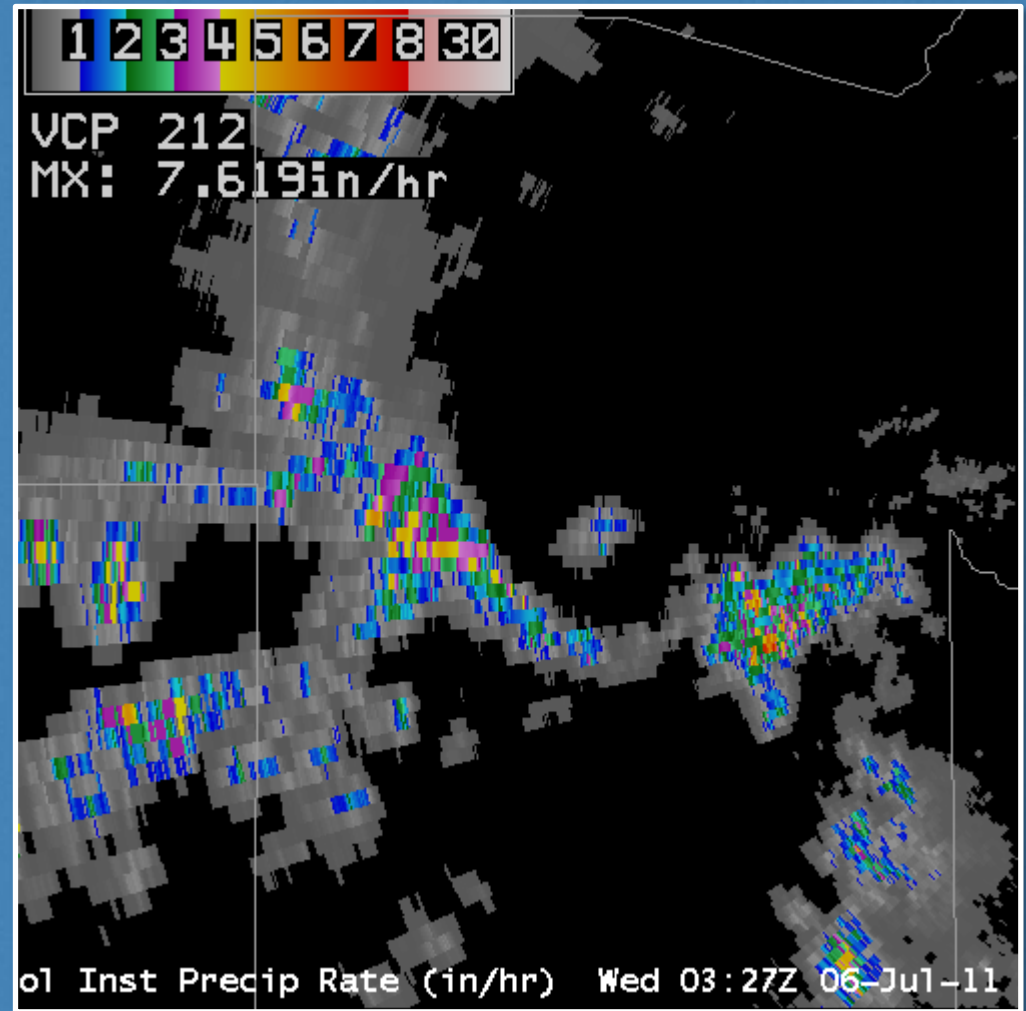 1 2 3 4 5 6 7 8 30
VCP 212
MX: 7.619in/hr
ol Inst Precip Rate (in/hr) Wed 03:27Z 06-Jul-11